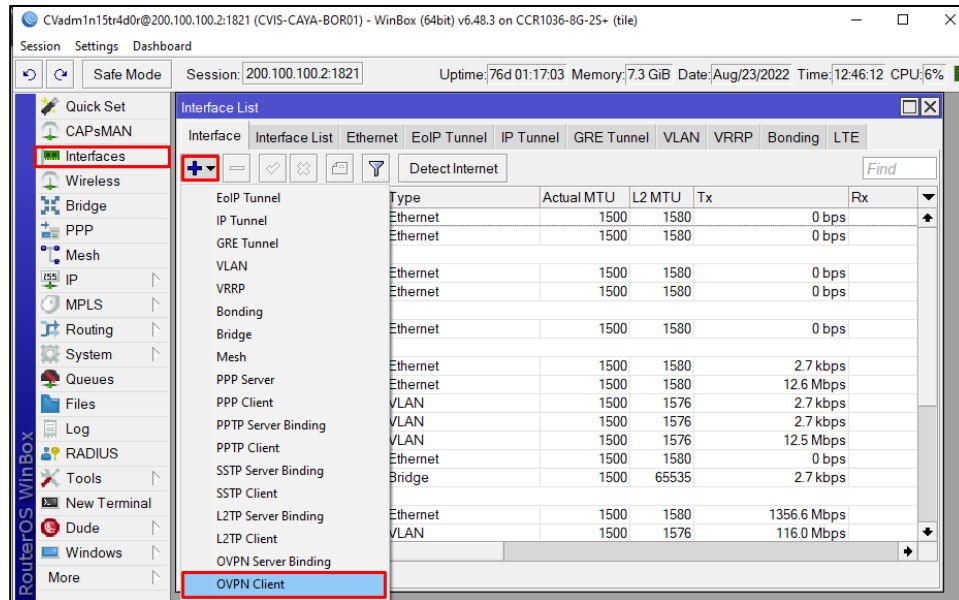 CVadm1n15tr4d0r@200.100.100.2:1821 (CVIS-CAYA-BOR01) - WinBox (64bit) v6.48.3 on CCR1036-8G-2S+ (tile)
Session Settings Dashboard
Safe Mode Session: 200.100.100.2:1821 Uptime: 76d 01:17:03 Memory: 7.3 GiB Date: Aug/23/2022 Time: 12:46:12 CPU: 6%
RouterOS WinBox
Quick Set
CAPsMAN
Interfaces
Wireless
Bridge
PPP
Mesh
IP
MPLS
Routing
System
Queues
Files
Log
RADIUS
Tools
New Terminal
Dude
Windows
More
Interface List
Interface Interface List Ethernet EoIP Tunnel IP Tunnel GRE Tunnel VLAN VRRP Bonding LTE
Detect Internet Find
EoIP Tunnel
IP Tunnel
GRE Tunnel
VLAN
VRRP
Bonding
Bridge
Mesh
PPP Server
PPP Client
PPTP Server Binding
PPTP Client
SSTP Server Binding
SSTP Client
L2TP Server Binding
L2TP Client
OVPN Server Binding
OVPN Client
Type Actual MTU L2 MTU Tx Rx
Ethernet 1500 1580 0 bps
Ethernet 1500 1580 0 bps
Ethernet 1500 1580 0 bps
Ethernet 1500 1580 0 bps
Ethernet 1500 1580 0 bps
Ethernet 1500 1580 2.7 kbps
Ethernet 1500 1580 12.6 Mbps
VLAN 1500 1576 2.7 kbps
VLAN 1500 1576 2.7 kbps
VLAN 1500 1576 12.5 Mbps
Ethernet 1500 1580 0 bps
Bridge 1500 65535 2.7 kbps
Ethernet 1500 1580 1356.6 Mbps
VLAN 1500 1576 116.0 Mbps